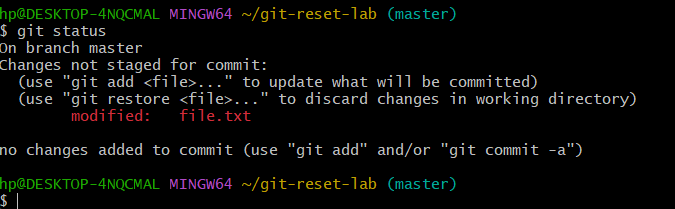 hp@DESKTOP-4NQCMAL MINGW64 ~/git-reset-lab (master)
$ git status
On branch master
Changes not staged for commit:
  (use "git add <file>..." to update what will be committed)
  (use "git restore <file>..." to discard changes in working directory)
        modified:   file.txt

no changes added to commit (use "git add" and/or "git commit -a")

hp@DESKTOP-4NQCMAL MINGW64 ~/git-reset-lab (master)
$